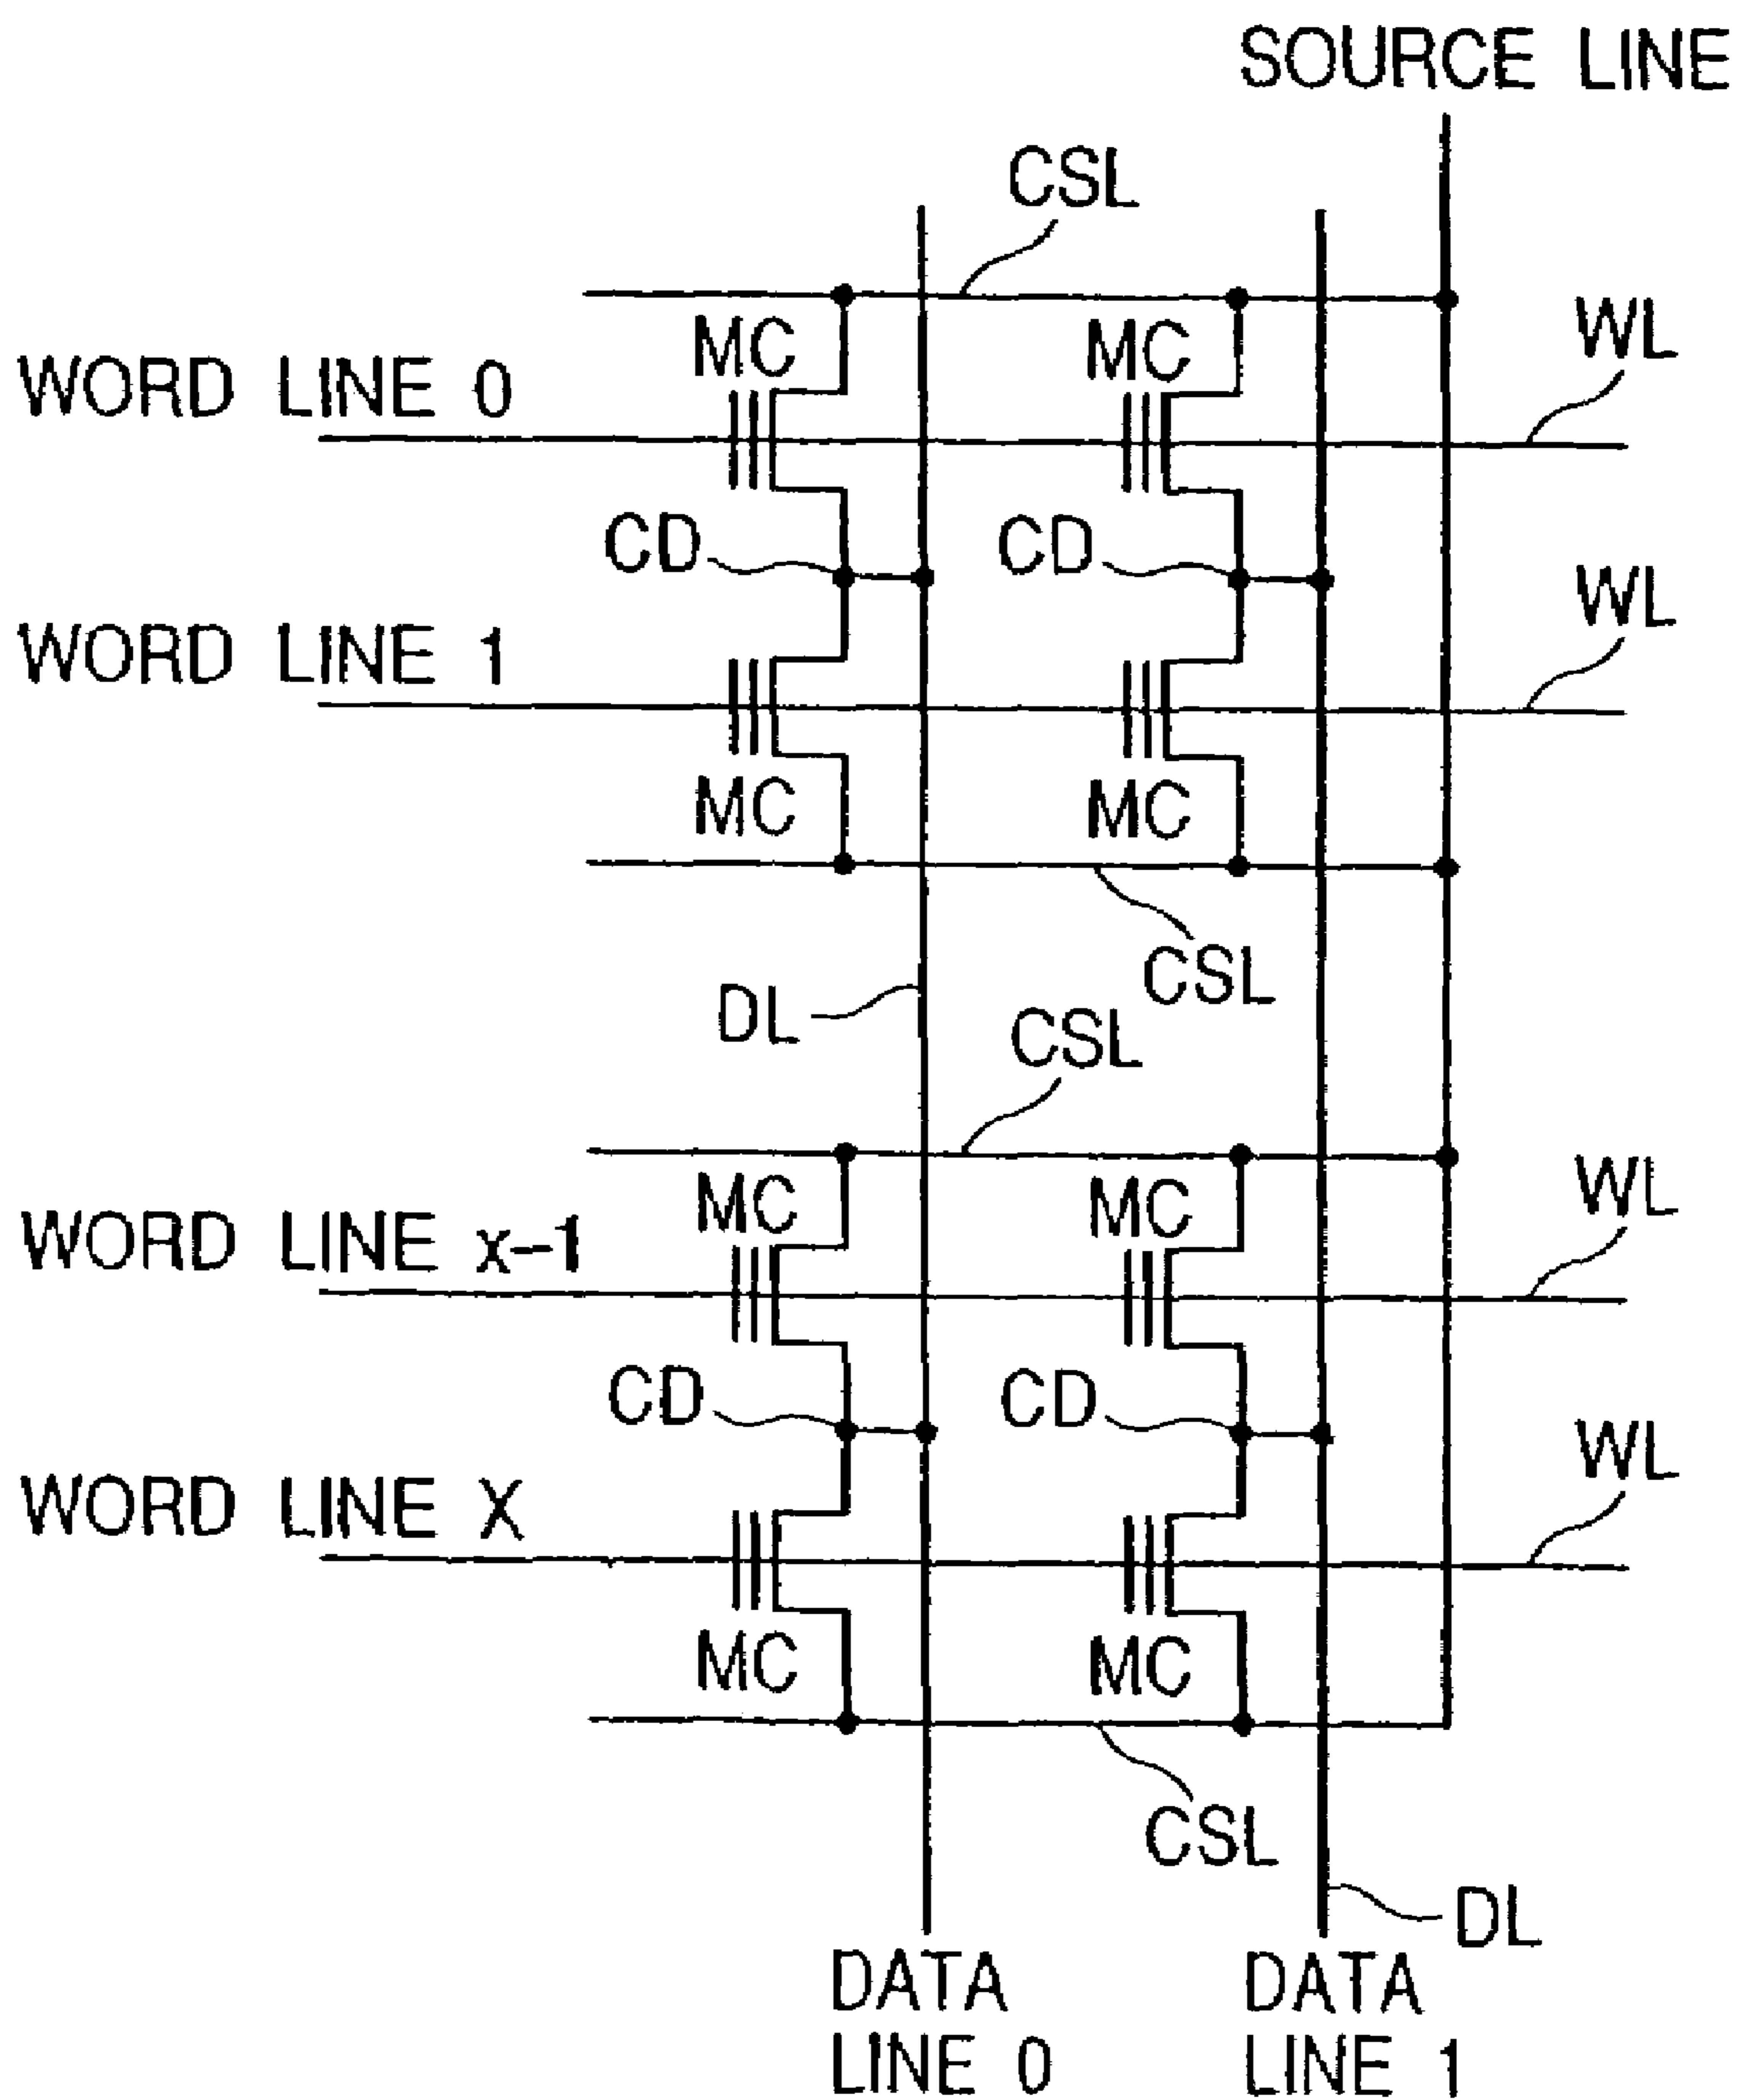 SOURCE LINE
CSL
MC MC WL
WORD LINE 0
CD CD
WL
WORD LINE 1
MC MC
CSL
DL
CSL
MC MC WL
WORD LINE x-1
CD CD
WL
WORD LINE X
MC MC
CSL
DL
DATA DATA
LINE 0 LINE 1